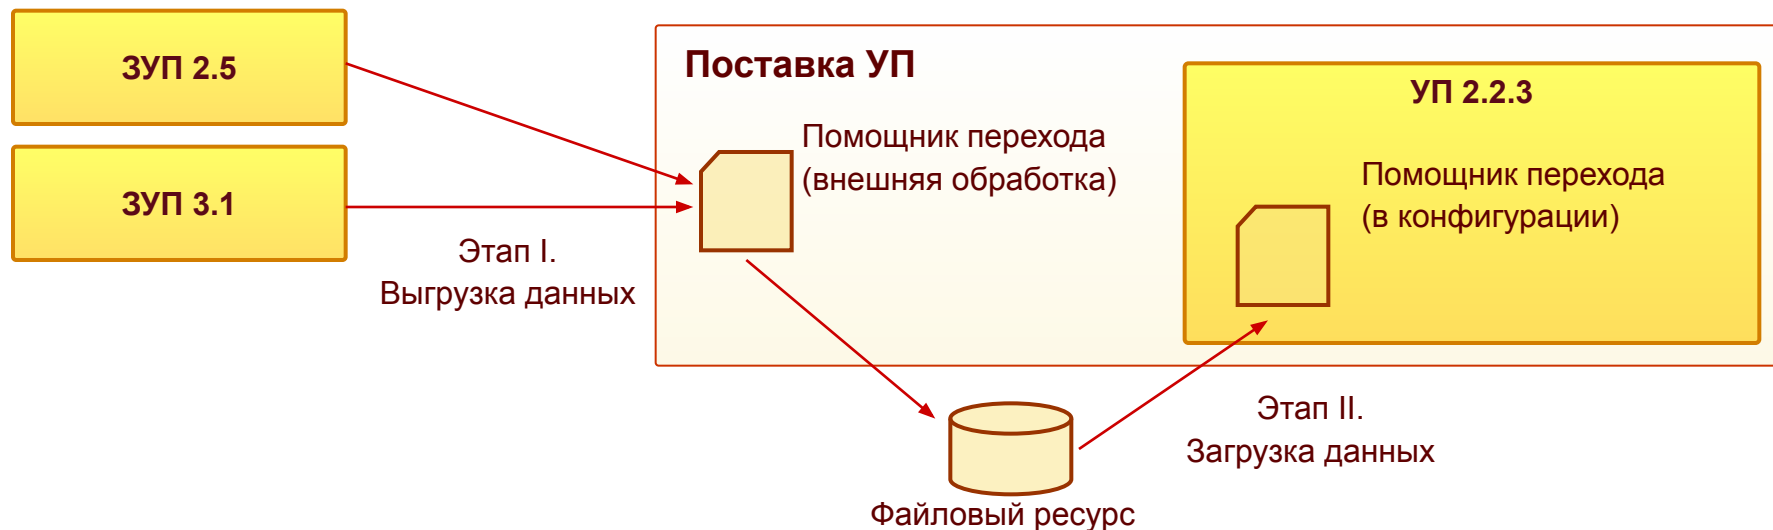 ЗУП 2.5
ЗУП 3.1
Этап I.
Выгрузка данных
Поставка УП
Помощник перехода
(внешняя обработка)
УП 2.2.3
Помощник перехода
(в конфигурации)
Этап II.
Загрузка данных
Файловый ресурс